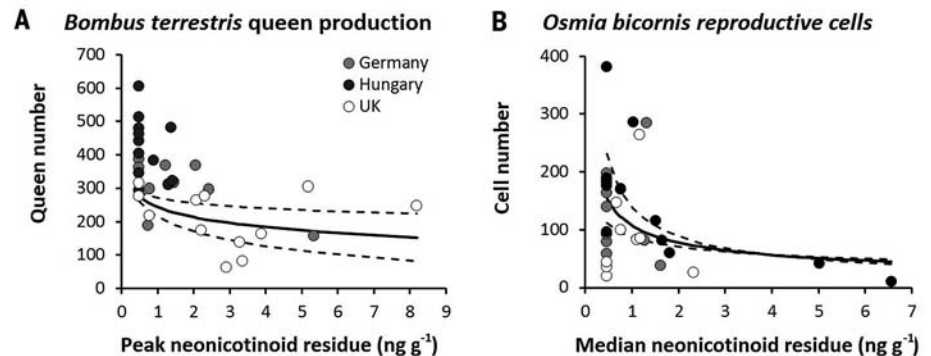 A Bombus terrestris queen production
700
600
500
400
300
200
100
0
Queen number
Germany
Hungary
UK
0 1 2 3 4 5 6 7 8 9
Peak neonicotinoid residue (ng g⁻¹)
B Osmia bicornis reproductive cells
400
300
200
100
0
Cell number
0 1 2 3 4 5 6 7
Median neonicotinoid residue (ng g⁻¹)